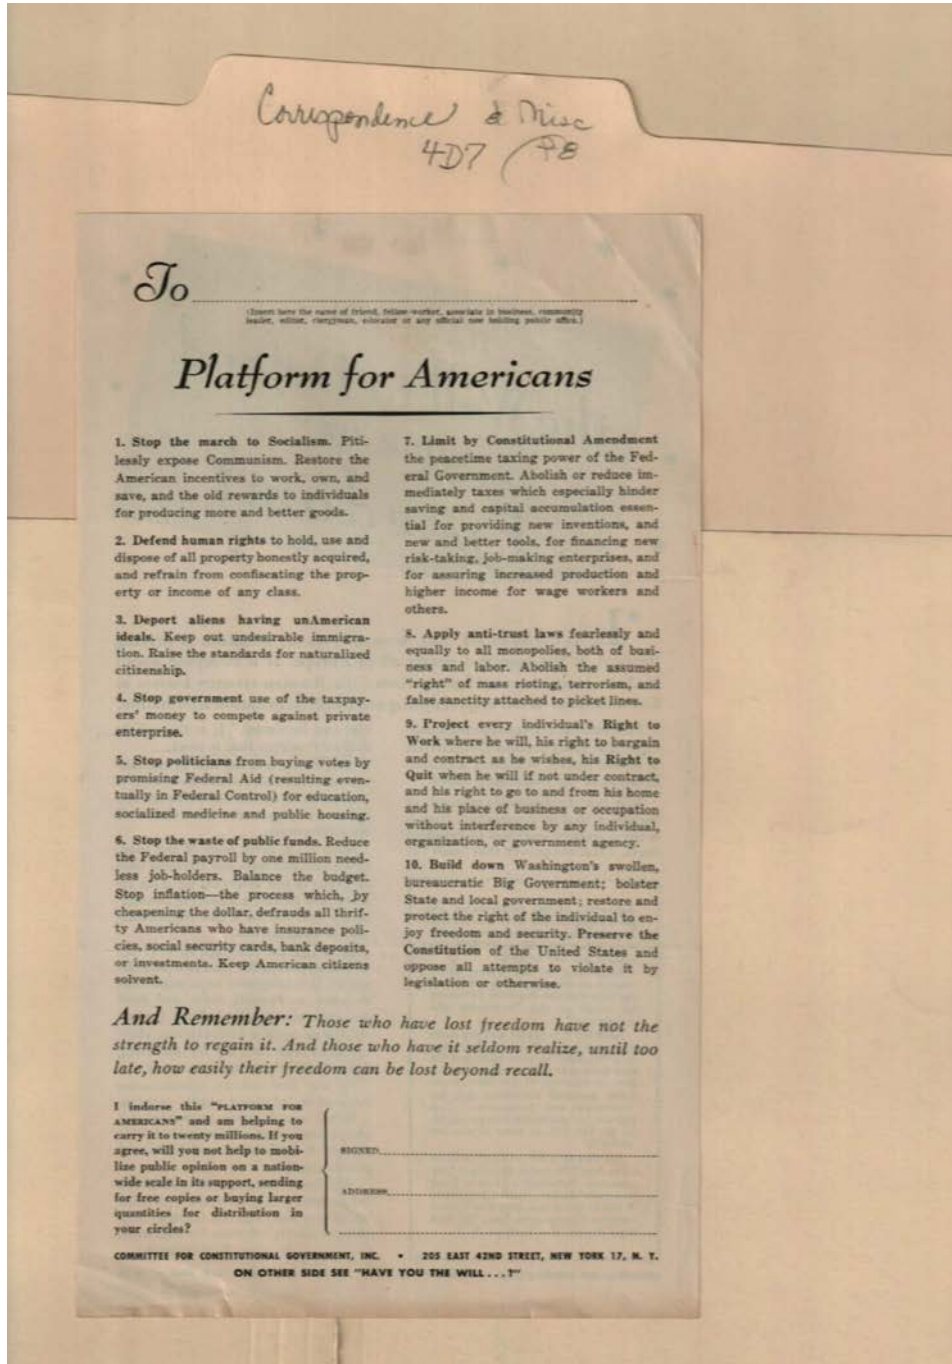 Correspondence & Misc
4D7
To
(Insert here the name of friend, fellow-worker, associate in business, community
leader, editor, clergyman, educator or any official now holding public office.)
Platform for Americans
1. Stop the march to Socialism. Piti-
lessly expose Communism. Restore the
American incentives to work, own, and
save, and the old rewards to individuals
for producing more and better goods.
2. Defend human rights to hold, use and
dispose of all property honestly acquired,
and refrain from confiscating the prop-
erty or income of any class.
3. Deport aliens having unAmerican
ideals. Keep out undesirable immigra-
tion. Raise the standards for naturalized
citizenship.
4. Stop government use of the taxpay-
ers' money to compete against private
enterprise.
5. Stop politicians from buying votes by
promising Federal Aid (resulting even-
tually in Federal Control) for education,
socialized medicine and public housing.
6. Stop the waste of public funds. Reduce
the Federal payroll by one million need-
less job-holders. Balance the budget.
Stop inflation—the process which, by
cheapening the dollar, defrauds all thrif-
ty Americans who have insurance poli-
cies, social security cards, bank deposits,
or investments. Keep American citizens
solvent.
7. Limit by Constitutional Amendment
the peacetime taxing power of the Fed-
eral Government. Abolish or reduce im-
mediately taxes which especially hinder
saving and capital accumulation essen-
tial for providing new inventions, and
new and better tools, for financing new
risk-taking, job-making enterprises, and
for assuring increased production and
higher income for wage workers and
others.
8. Apply anti-trust laws fearlessly and
equally to all monopolies, both of busi-
ness and labor. Abolish the assumed
"right" of mass rioting, terrorism, and
false sanctity attached to picket lines.
9. Project every individual's Right to
Work where he will, his right to bargain
and contract as he wishes, his Right to
Quit when he will if not under contract,
and his right to go to and from his home
and his place of business or occupation
without interference by any individual,
organization, or government agency.
10. Build down Washington's swollen,
bureaucratic Big Government; bolster
State and local government; restore and
protect the right of the individual to en-
joy freedom and security. Preserve the
Constitution of the United States and
oppose all attempts to violate it by
legislation or otherwise.
And Remember: Those who have lost freedom have not the
strength to regain it. And those who have it seldom realize, until too
late, how easily their freedom can be lost beyond recall.
I indorse this "PLATFORM FOR
AMERICANS" and am helping to
carry it to twenty millions. If you
agree, will you not help to mobi-
lize public opinion on a nation-
wide scale in its support, sending
for free copies or buying larger
quantities for distribution in
your circles?
SIGNED
ADDRESS
COMMITTEE FOR CONSTITUTIONAL GOVERNMENT, INC. • 205 EAST 42ND STREET, NEW YORK 17, N. Y.
ON OTHER SIDE SEE "HAVE YOU THE WILL...?"